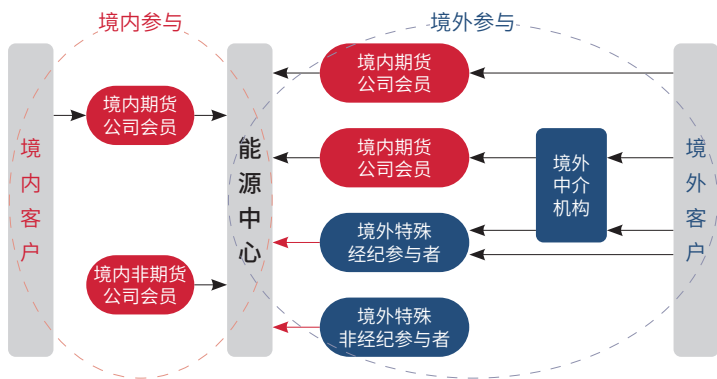 境内参与
境外参与
境内客户
境内期货
公司会员
境内非期货
公司会员
能源中心
境内期货
公司会员
境内期货
公司会员
境外特殊
经纪参与者
境外特殊
非经纪参与者
境外
中介
机构
境外客户